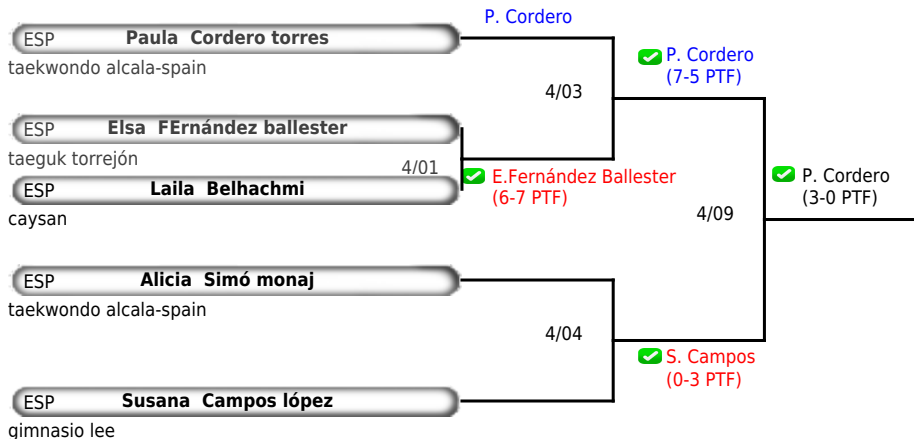 P. Cordero
ESP Paula Cordero torres
taekwondo alcala-spain
P. Cordero
(7-5 PTF)
4/03
ESP Elsa FErnández ballester
taeguk torrejón
4/01
E.Fernández Ballester
(6-7 PTF)
ESP Laila Belhachmi
caysan
P. Cordero
(3-0 PTF)
4/09
ESP Alicia Simó monaj
taekwondo alcala-spain
4/04
S. Campos
(0-3 PTF)
ESP Susana Campos lópez
gimnasio lee